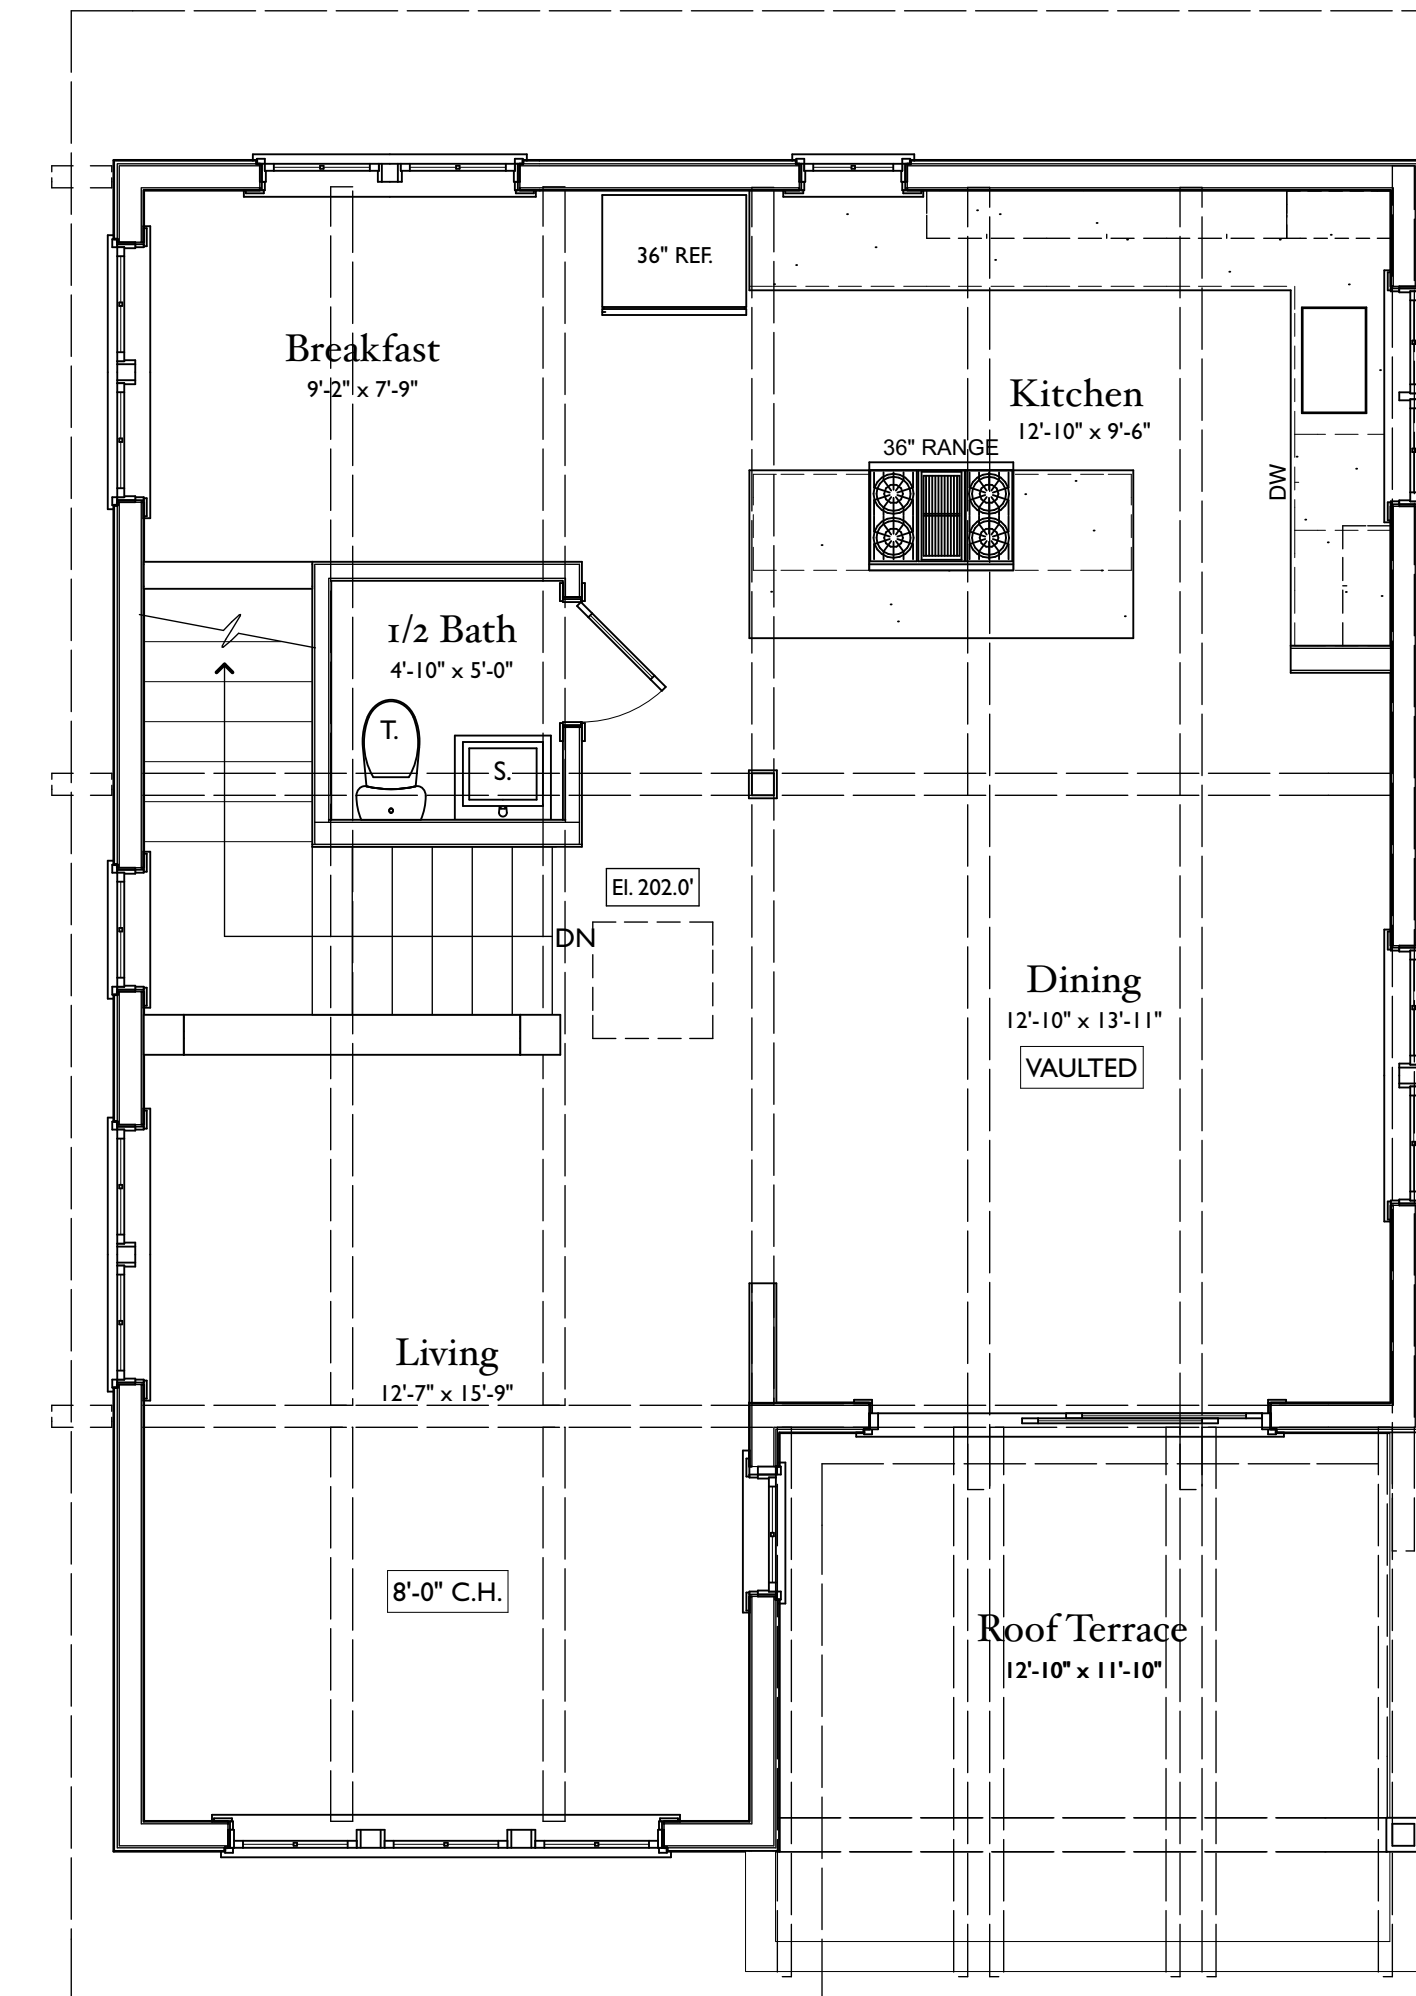 36" REF.
Breakfast
9'-2" x 7'-9"
Kitchen
12'-10" x 9'-6"
36" RANGE
DW
1/2 Bath
4'-10" x 5'-0"
T.
S.
El. 202.0'
DN
Dining
12'-10" x 13'-11"
VAULTED
Living
12'-7" x 15'-9"
8'-0" C.H.
Roof Terrace
12'-10" x 11'-10"